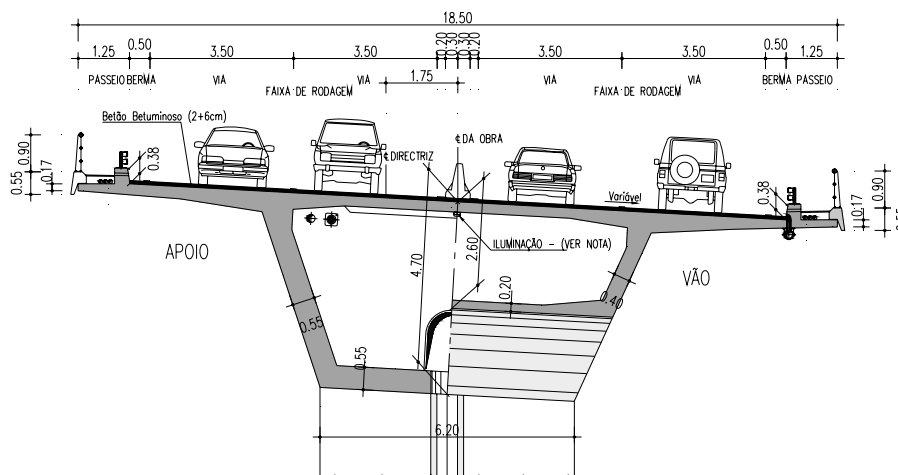 18.50
1.25 0.50 3.50 3.50 0.20 0.30 0.30 0.20 3.50 3.50 0.50 1.25
PASSEIO BERMA VIA VIA 1.75 VIA VIA BERMA PASSEIO
FAIXA DE RODAGEM FAIXA DE RODAGEM
Betão Betuminoso (2+6cm)
℄ DA OBRA
℄ DIRECTRIZ
0.90
0.55
0.17
0.38
Variável
0.38
0.90
0.17
APOIO
ILUMINAÇÃO - (VER NOTA)
VÃO
4.70
2.60
0.20
0.40
0.55
0.55
6.20